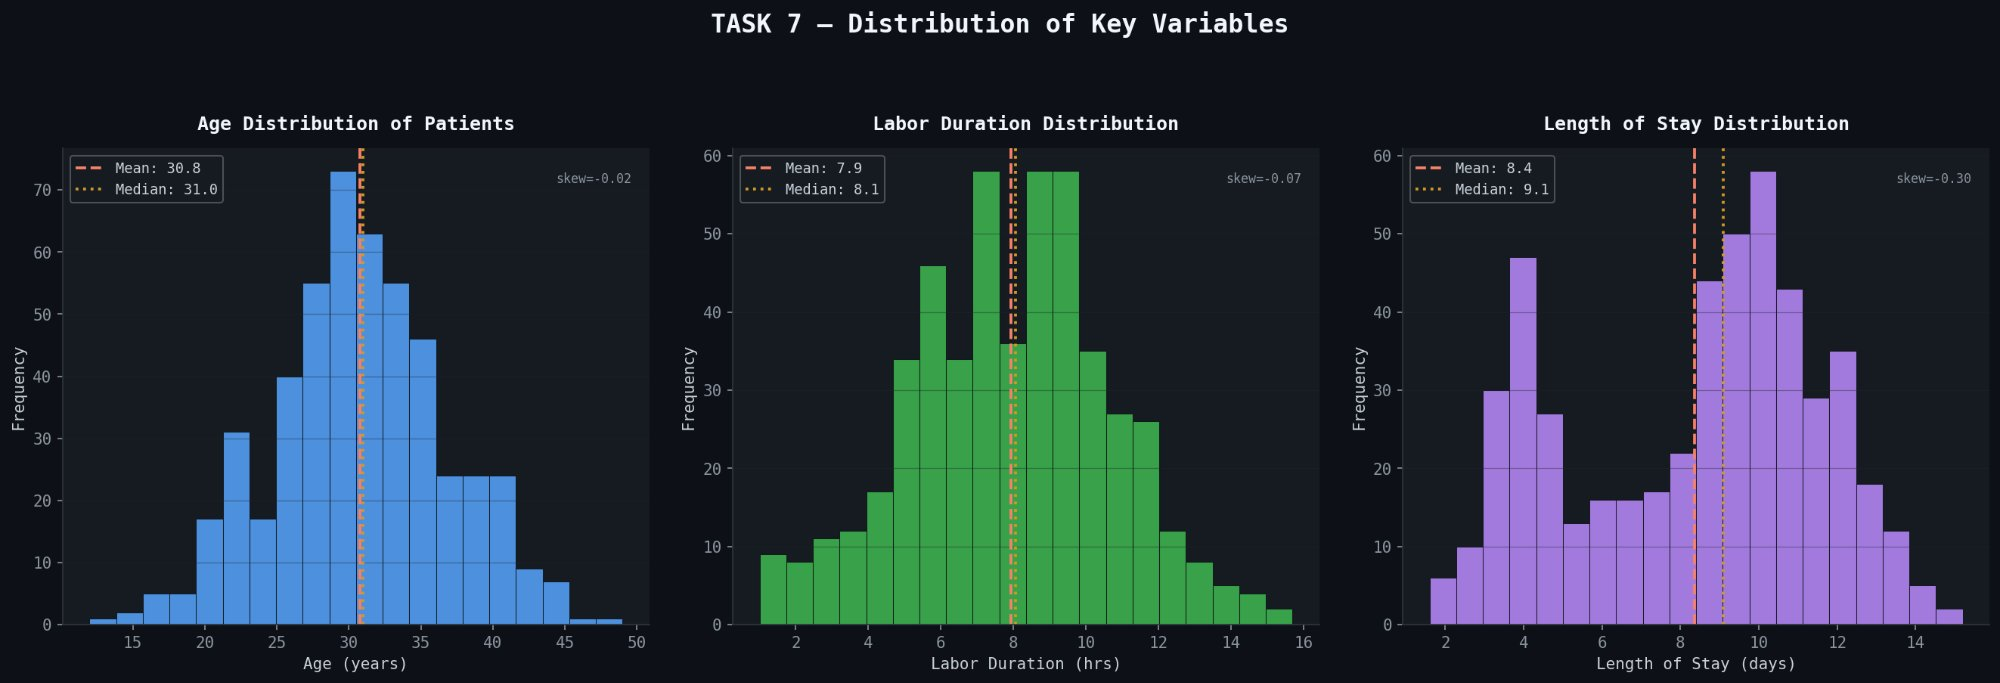 TASK 7 — Distribution of Key Variables
Age Distribution of Patients
Mean: 30.8
Median: 31.0
skew=-0.02
70
60
50
40
30
20
10
0
Frequency
15 20 25 30 35 40 45 50
Age (years)
Labor Duration Distribution
Mean: 7.9
Median: 8.1
skew=-0.07
60
50
40
30
20
10
0
Frequency
2 4 6 8 10 12 14 16
Labor Duration (hrs)
Length of Stay Distribution
Mean: 8.4
Median: 9.1
skew=-0.30
60
50
40
30
20
10
0
Frequency
2 4 6 8 10 12 14
Length of Stay (days)